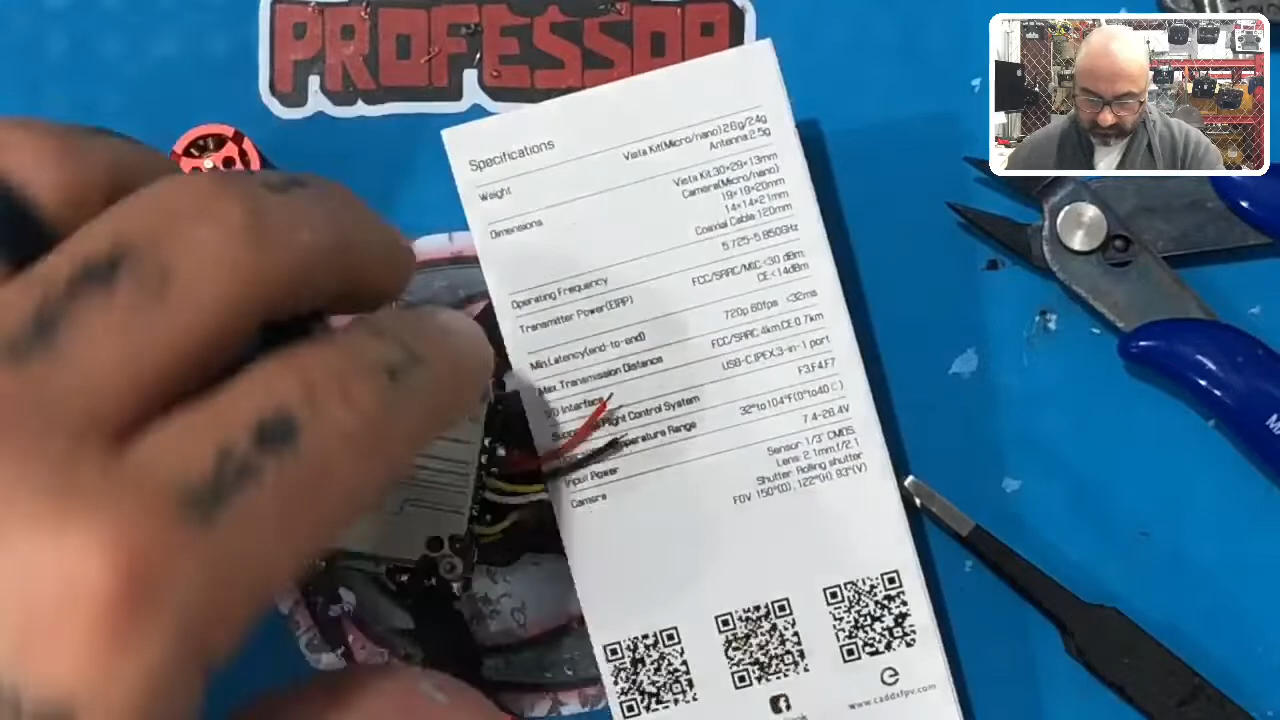 PROFESSOR
Specifications
Weight Vista Kit(Micro/nano) 26g/24g
Antenna:2.5g
Dimensions Vista Kit:30×29×13mm
Camera(Micro/nano)
19×19×20mm
14×14×21mm
Coaxial Cable:120mm
Operating Frequency 5.725-5.850GHz
Transmitter Power(EIRP) FCC/SRRC/MIC:<30 dBm;
CE:<14dBm
Min.Latency(end-to-end) 720p 60fps <32ms
Max.Transmission Distance FCC/SRRC:4km,CE:0.7km
I/O Interface USB-C,IPEX,3-in-1 port
Flight Control System F3,F4,F7
Range 32°to104°F(0°to40 C)
Input Power 7.4-26.4V
Camera Sensor:1/3" CMOS;
Lens: 2.1mm,f/2.1
Shutter: Rolling shutter
FOV 150°(D), 122°(H), 93°(V)
www.caddxfpv.com